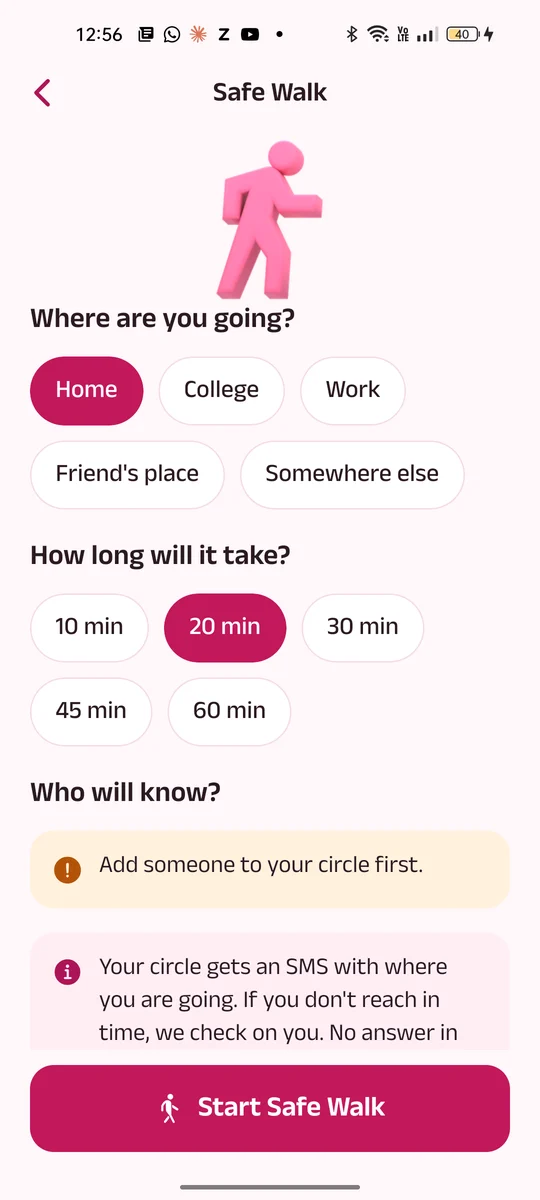 12:56
Z
Vo
LTE
40
Safe Walk
Where are you going?
Home
College
Work
Friend's place
Somewhere else
How long will it take?
10 min
20 min
30 min
45 min
60 min
Who will know?
Add someone to your circle first.
Your circle gets an SMS with where
you are going. If you don't reach in
time, we check on you. No answer in
Start Safe Walk